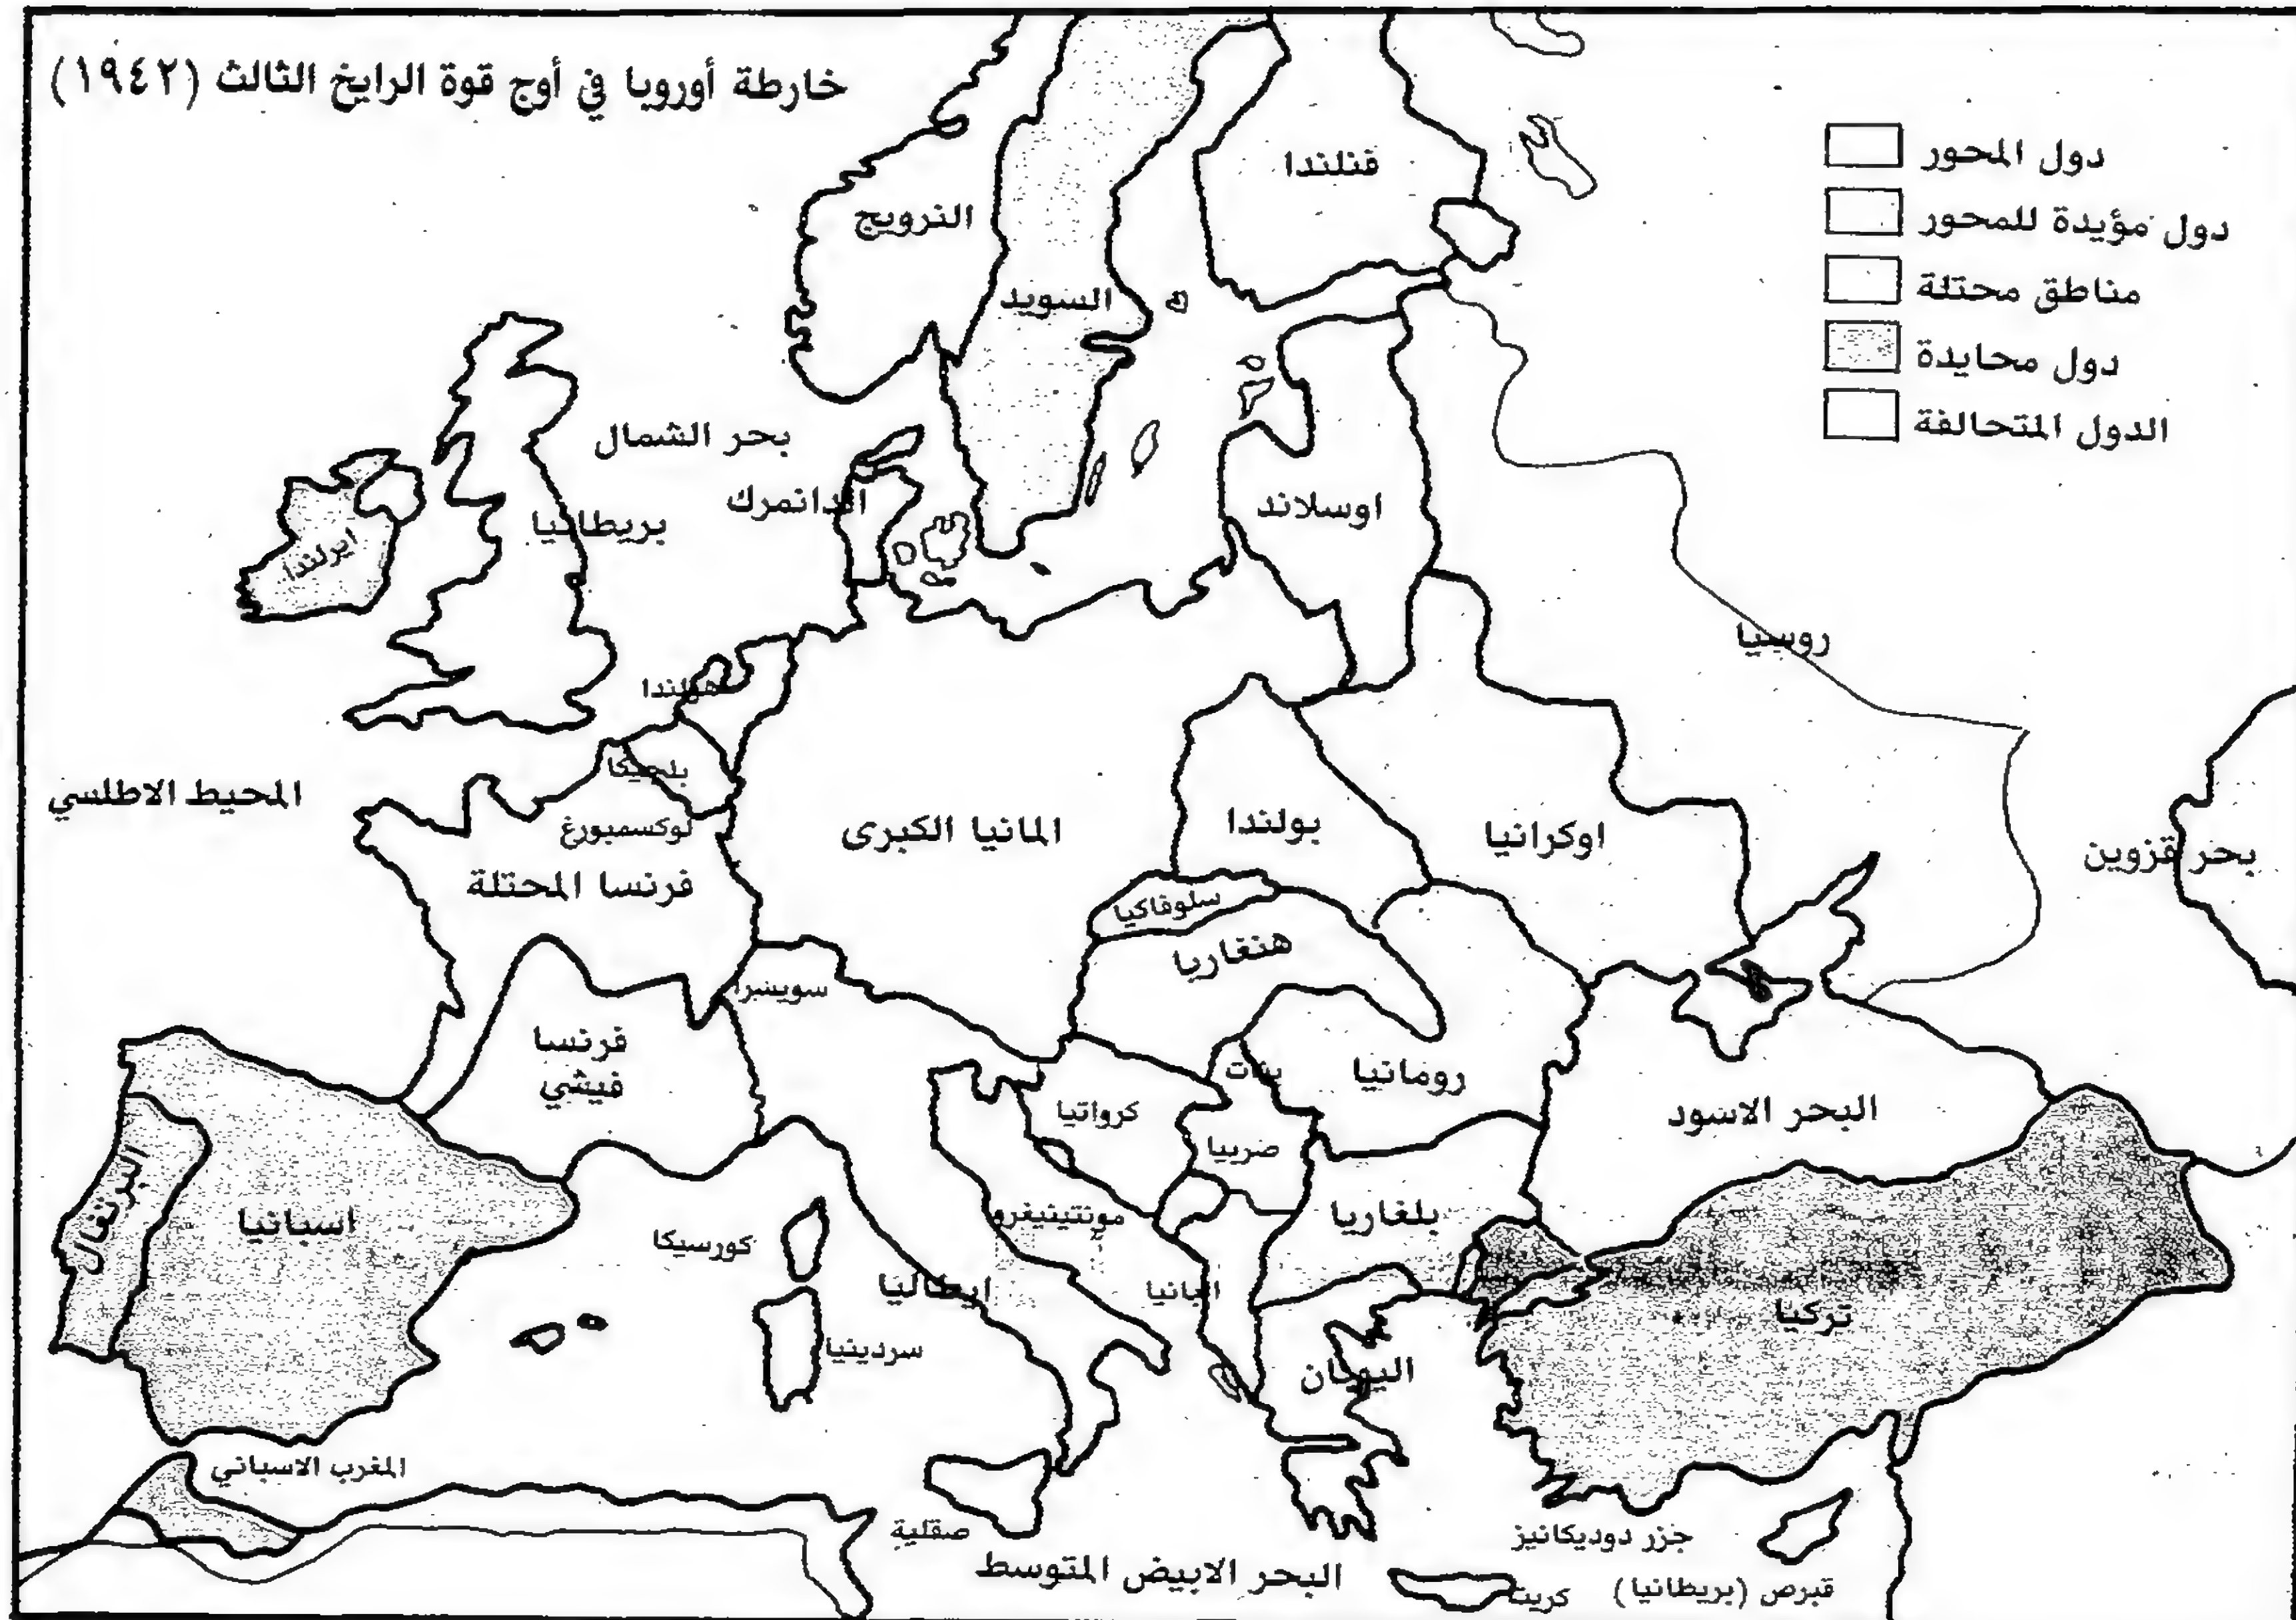 خارطة أوروبا في أوج قوة الرايخ الثالث (١٩٤٢)
دول المحور
دول مؤيدة للمحور
مناطق محتلة
دول محايدة
الدول المتحالفة
فنلندا
النرويج
السويد
بحر الشمال
الدانمرك
اوسلاند
بريطانيا
ايرلندا
روسيا
هولندا
بلجيكا
المحيط الاطلسي
لوكسمبورغ
المانيا الكبرى
بولندا
اوكرانيا
بحر قزوين
فرنسا المحتلة
سلوفاكيا
هنغاريا
سويسرا
فرنسا
فيشي
بنات
رومانيا
كرواتيا
البحر الاسود
صربيا
البرتغال
اسبانيا
كورسيكا
مونتينيغرو
بلغاريا
ايطاليا
البانيا
تركيا
سردينيا
اليونان
المغرب الاسباني
صقلية
جزر دوديكانيز
البحر الابيض المتوسط
كريت
قبرص (بريطانيا)